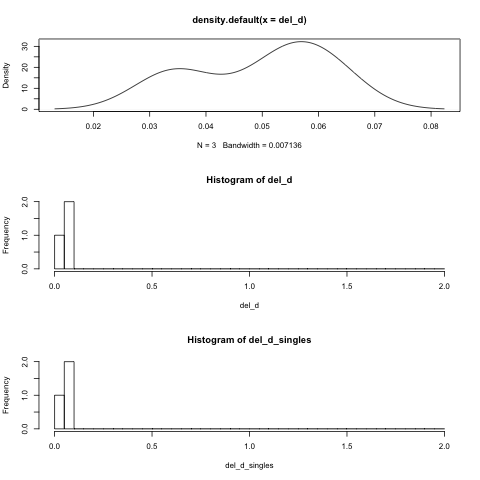 density.default(x = del_d)
Density
0 10 20 30
0.02 0.03 0.04 0.05 0.06 0.07 0.08
N = 3 Bandwidth = 0.007136
Histogram of del_d
Frequency
0.0 1.0 2.0
0.0 0.5 1.0 1.5 2.0
del_d
Histogram of del_d_singles
Frequency
0.0 1.0 2.0
0.0 0.5 1.0 1.5 2.0
del_d_singles